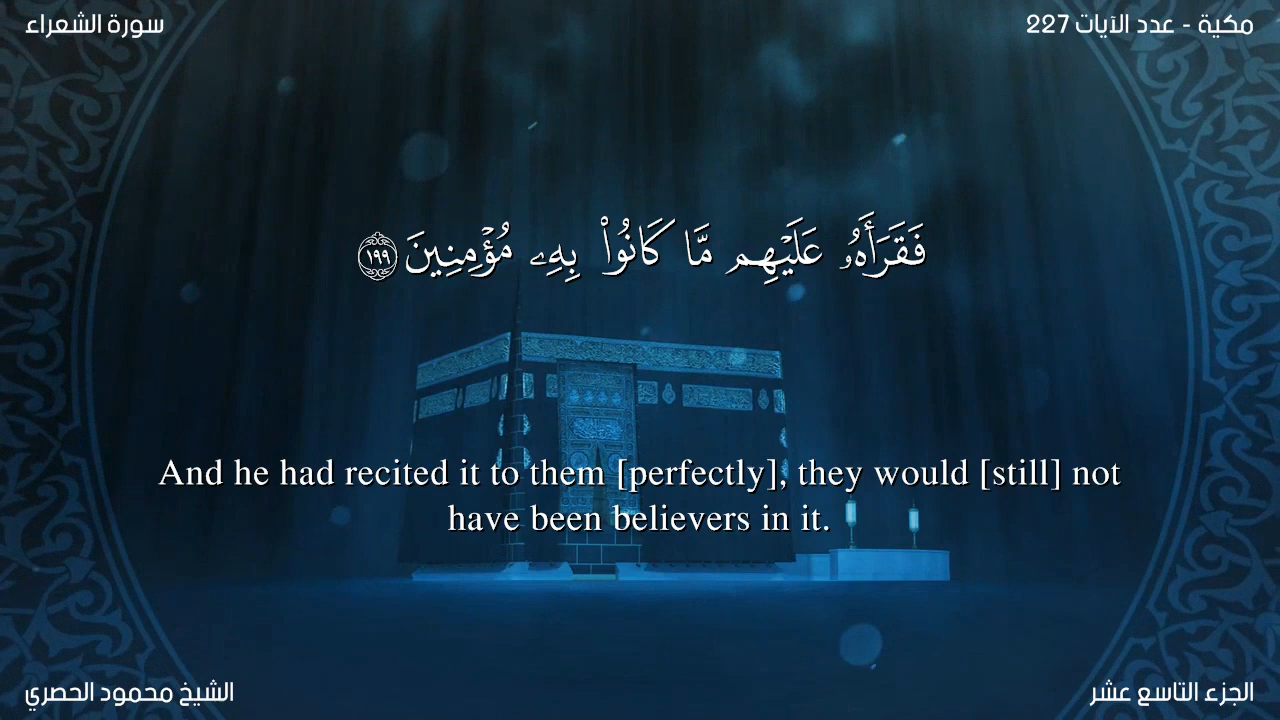 سورة الشعراء
مكية - عدد الآيات 227
فَقَرَأَهُۥ عَلَيْهِم مَّا كَانُوا۟ بِهِۦ مُؤْمِنِينَ ١٩٩
And he had recited it to them [perfectly], they would [still] not
have been believers in it.
الشيخ محمود الحصري
الجزء التاسع عشر